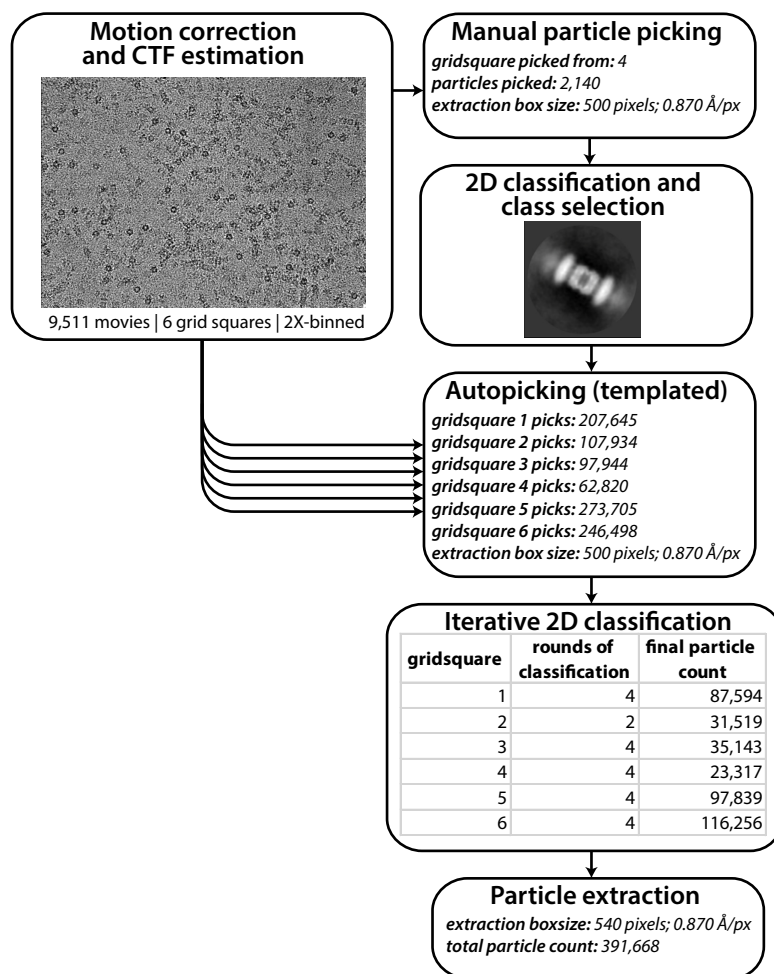 Motion correction
and CTF estimation
9,511 movies | 6 grid squares | 2X-binned
Manual particle picking
gridsquare picked from: 4
particles picked: 2,140
extraction box size: 500 pixels; 0.870 Å/px
2D classification and
class selection
Autopicking (templated)
gridsquare 1 picks: 207,645
gridsquare 2 picks: 107,934
gridsquare 3 picks: 97,944
gridsquare 4 picks: 62,820
gridsquare 5 picks: 273,705
gridsquare 6 picks: 246,498
extraction box size: 500 pixels; 0.870 Å/px
Iterative 2D classification
gridsquare rounds of classification final particle count
1 4 87,594
2 2 31,519
3 4 35,143
4 4 23,317
5 4 97,839
6 4 116,256
Particle extraction
extraction boxsize: 540 pixels; 0.870 Å/px
total particle count: 391,668